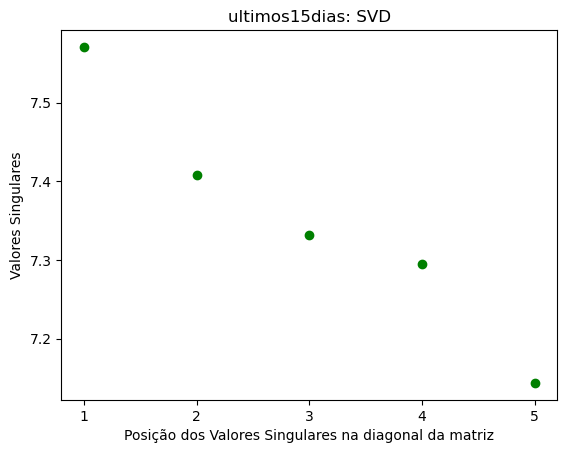 ultimos15dias: SVD
Valores Singulares
7.5
7.4
7.3
7.2
1 2 3 4 5
Posição dos Valores Singulares na diagonal da matriz